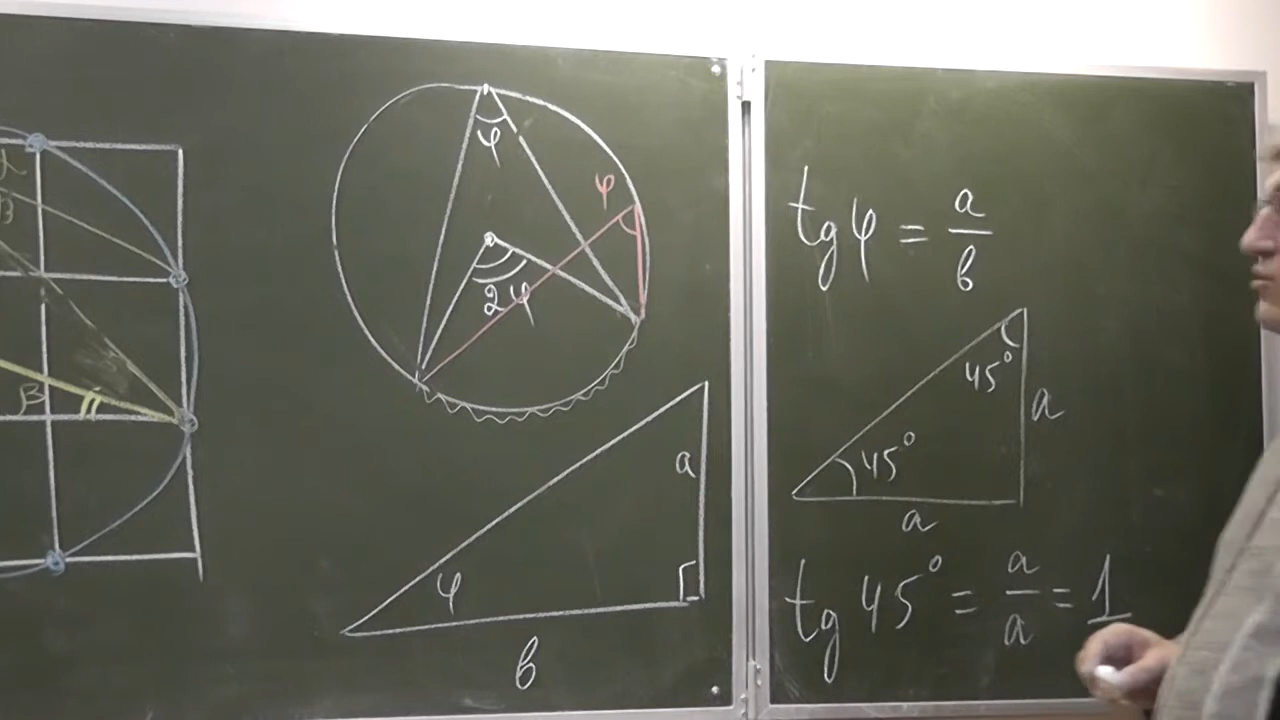 α
β
β
φ
φ
2φ
a
φ
в
tg φ = a/в
45°
a
45°
a
tg 45° = a/a = 1